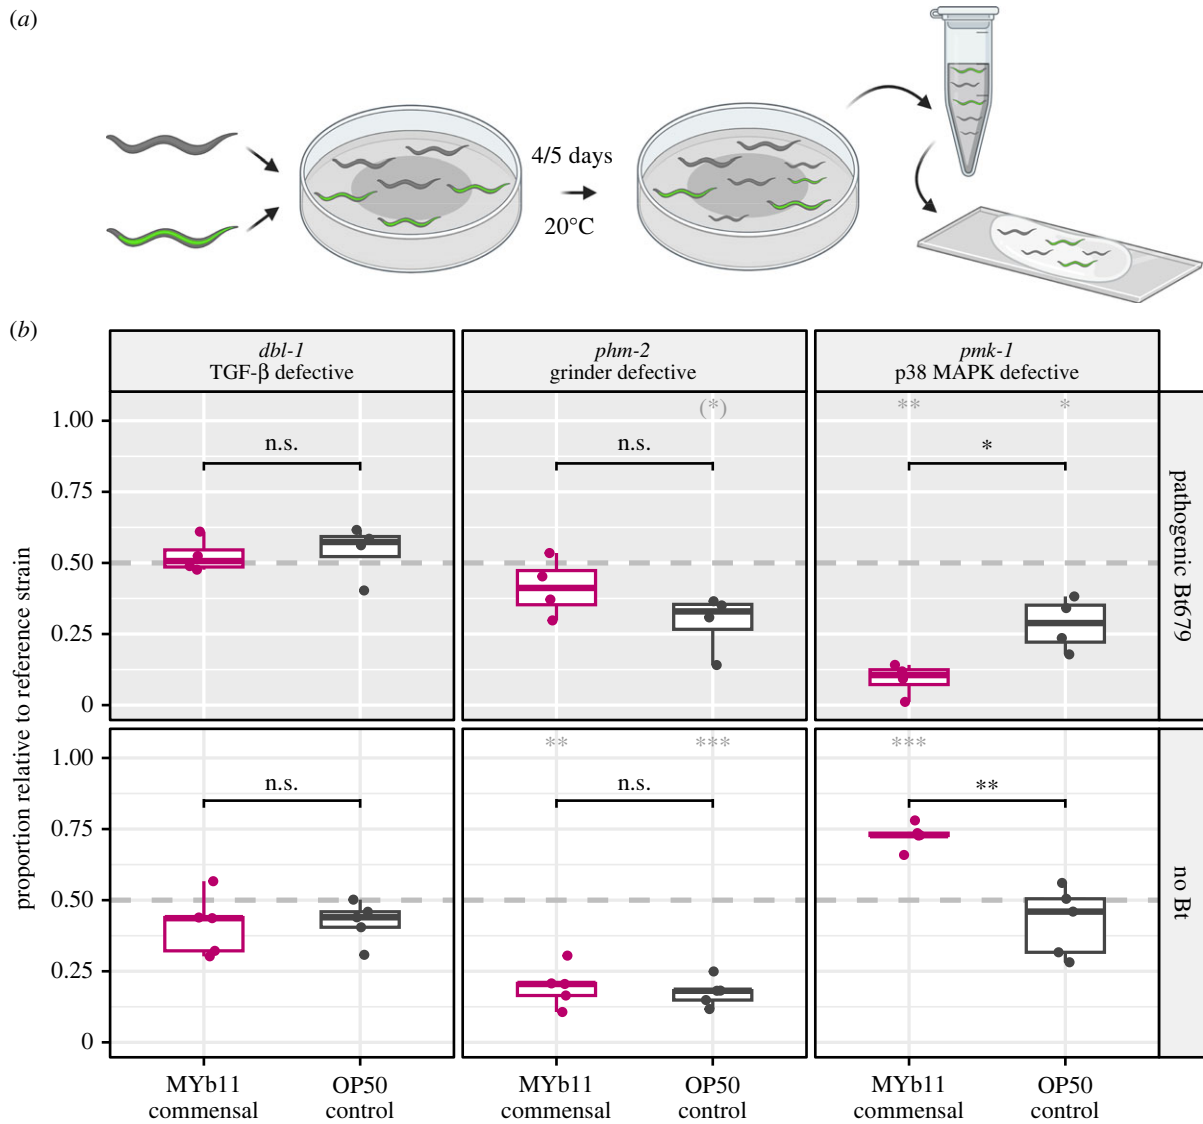 (a)
4/5 days
20°C
(b)
dbl-1
TGF-β defective
phm-2
grinder defective
pmk-1
p38 MAPK defective
proportion relative to reference strain
1.00
0.75
0.50
0.25
0
n.s.
(*)
n.s.
**
*
*
pathogenic Bt679
1.00
0.75
0.50
0.25
0
n.s.
**
***
n.s.
***
**
no Bt
MYb11
commensal
OP50
control
MYb11
commensal
OP50
control
MYb11
commensal
OP50
control